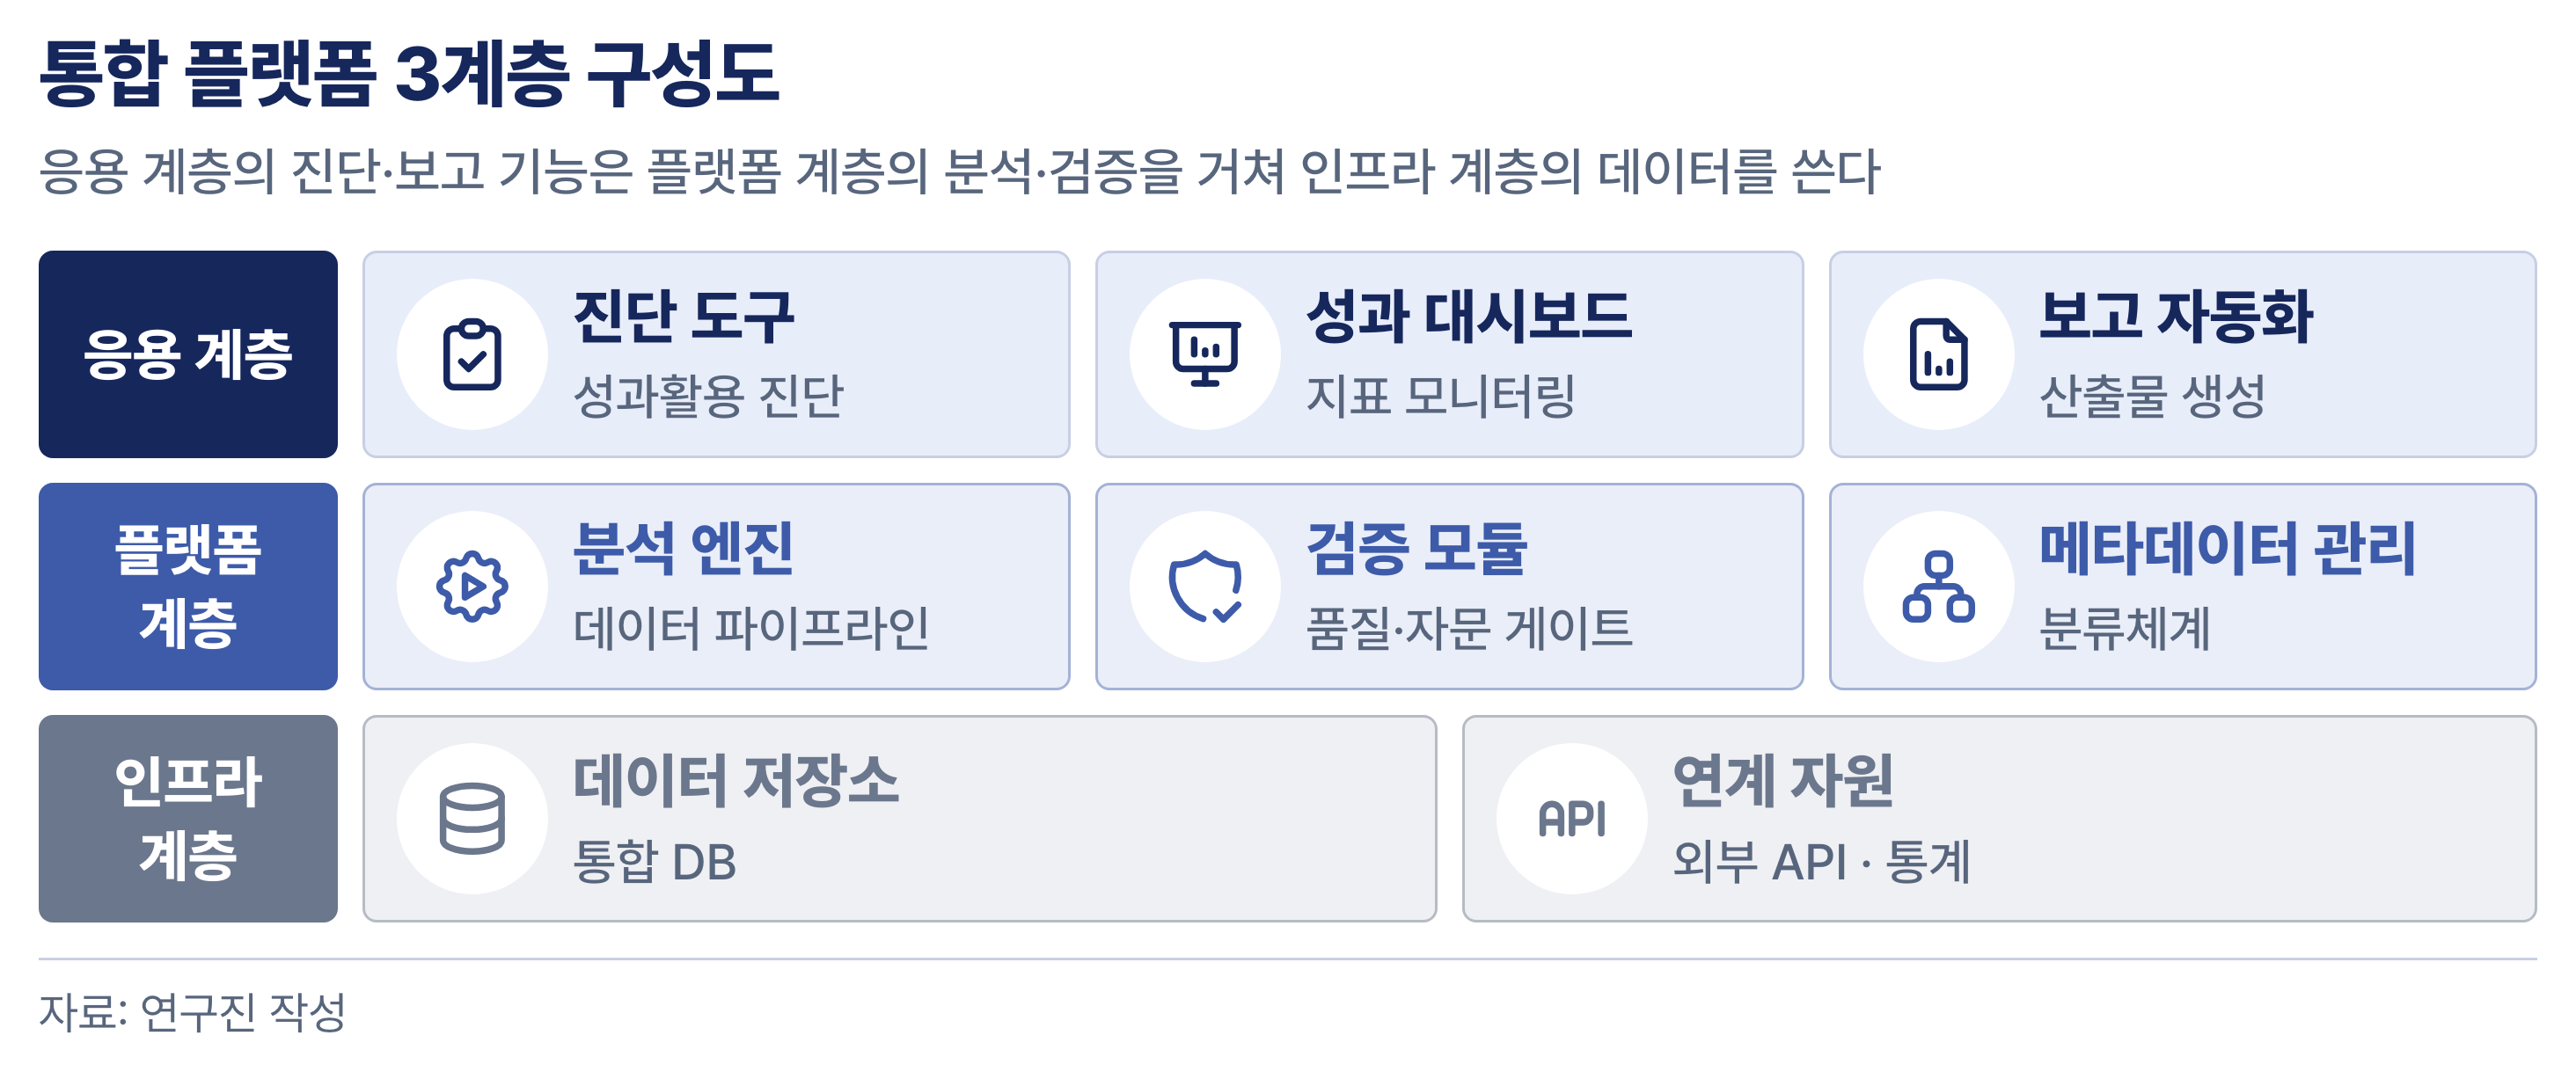 통합 플랫폼 3계층 구성도
응용 계층의 진단·보고 기능은 플랫폼 계층의 분석·검증을 거쳐 인프라 계층의 데이터를 쓴다
응용 계층
진단 도구
성과활용 진단
성과 대시보드
지표 모니터링
보고 자동화
산출물 생성
플랫폼
계층
분석 엔진
데이터 파이프라인
검증 모듈
품질·자문 게이트
메타데이터 관리
분류체계
인프라
계층
데이터 저장소
통합 DB
API
연계 자원
외부 API · 통계
자료: 연구진 작성